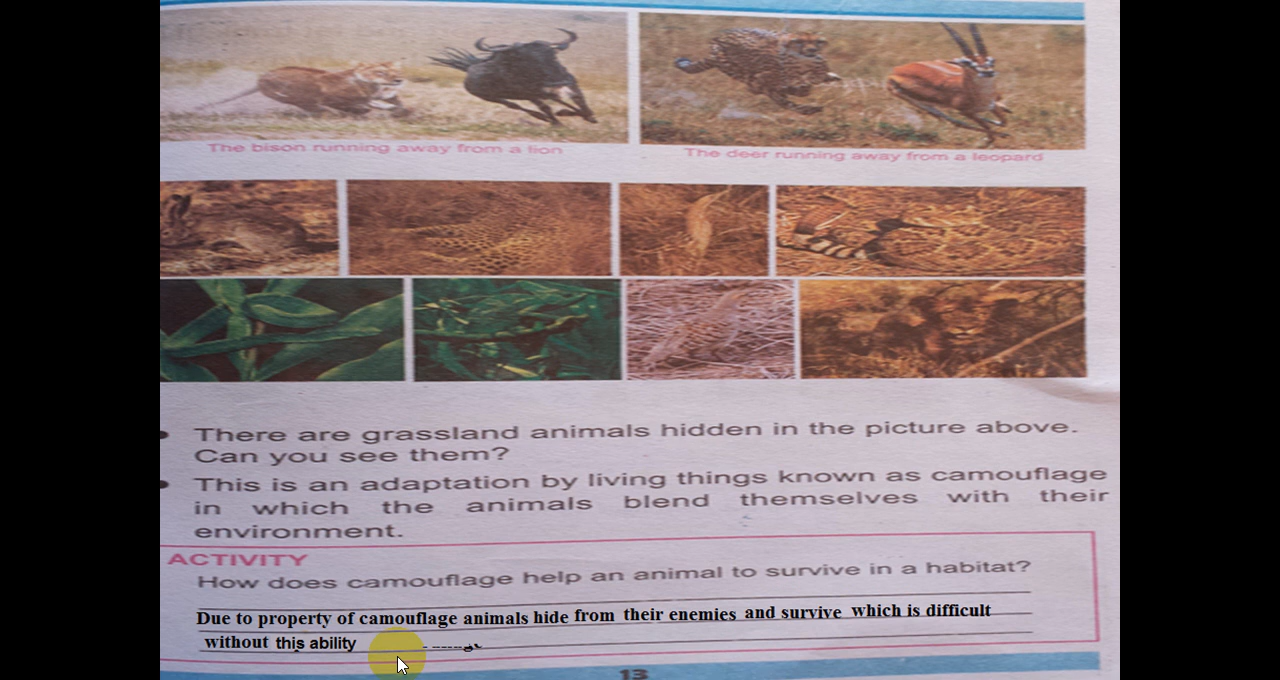 The bison running away from a lion
The deer running away from a leopard
There are grassland animals hidden in the picture above.
Can you see them?
This is an adaptation by living things known as camouflage
in which the animals blend themselves with their
environment.
ACTIVITY
How does camouflage help an animal to survive in a habitat?
Due to property of camouflage animals hide from their enemies and survive which is difficult
without this ability
13